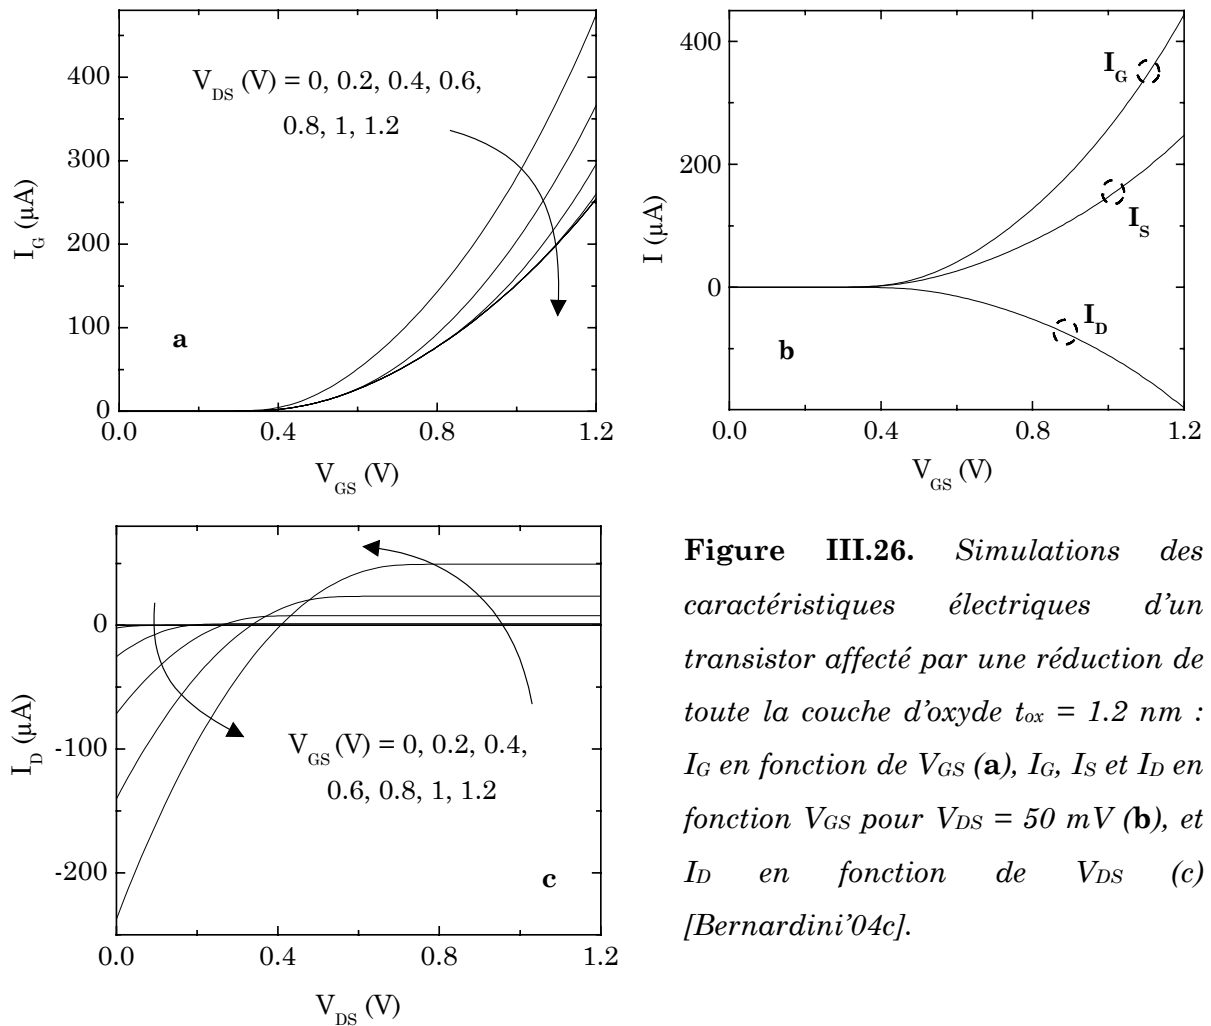 V_DS (V) = 0, 0.2, 0.4, 0.6,
0.8, 1, 1.2
400
300
200
100
0
I_G (µA)
a
0.0 0.4 0.8 1.2
V_GS (V)
400
200
0
I (µA)
I_G
I_S
I_D
b
0.0 0.4 0.8 1.2
V_GS (V)
0
-100
-200
I_D (µA)
V_GS (V) = 0, 0.2, 0.4,
0.6, 0.8, 1, 1.2
c
0.0 0.4 0.8 1.2
V_DS (V)
Figure III.26. Simulations des
caractéristiques électriques d'un
transistor affecté par une réduction de
toute la couche d'oxyde t_ox = 1.2 nm :
I_G en fonction de V_GS (a), I_G, I_S et I_D en
fonction V_GS pour V_DS = 50 mV (b), et
I_D en fonction de V_DS (c)
[Bernardini'04c].